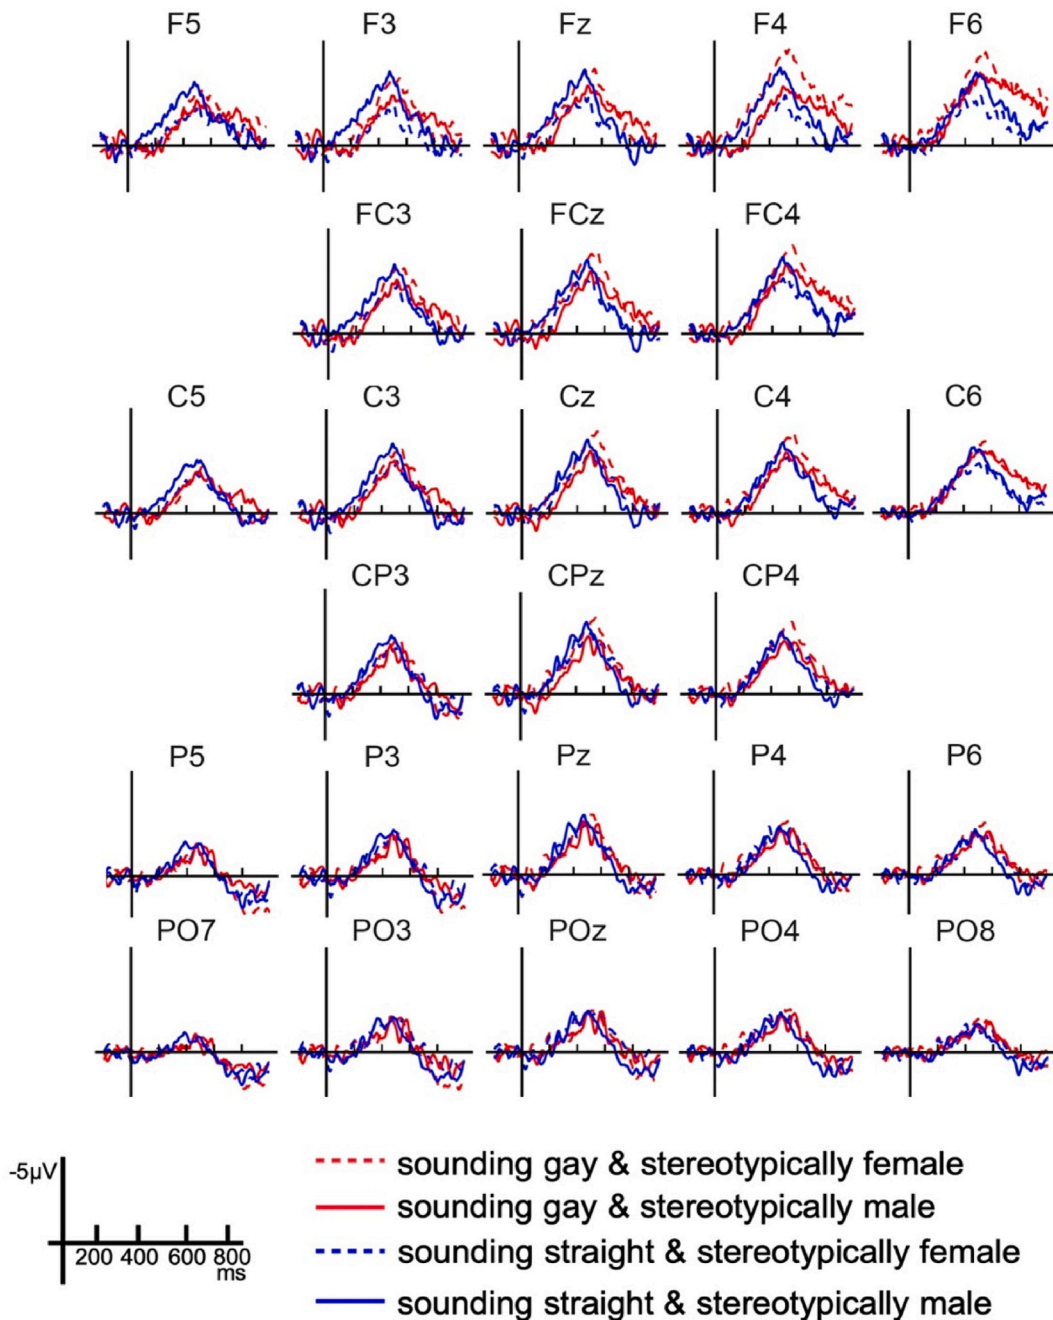 F5 F3 Fz F4 F6
FC3 FCz FC4
C5 C3 Cz C4 C6
CP3 CPz CP4
P5 P3 Pz P4 P6
PO7 PO3 POz PO4 PO8
-5µV
200 400 600 800
ms
sounding gay & stereotypically female
sounding gay & stereotypically male
sounding straight & stereotypically female
sounding straight & stereotypically male